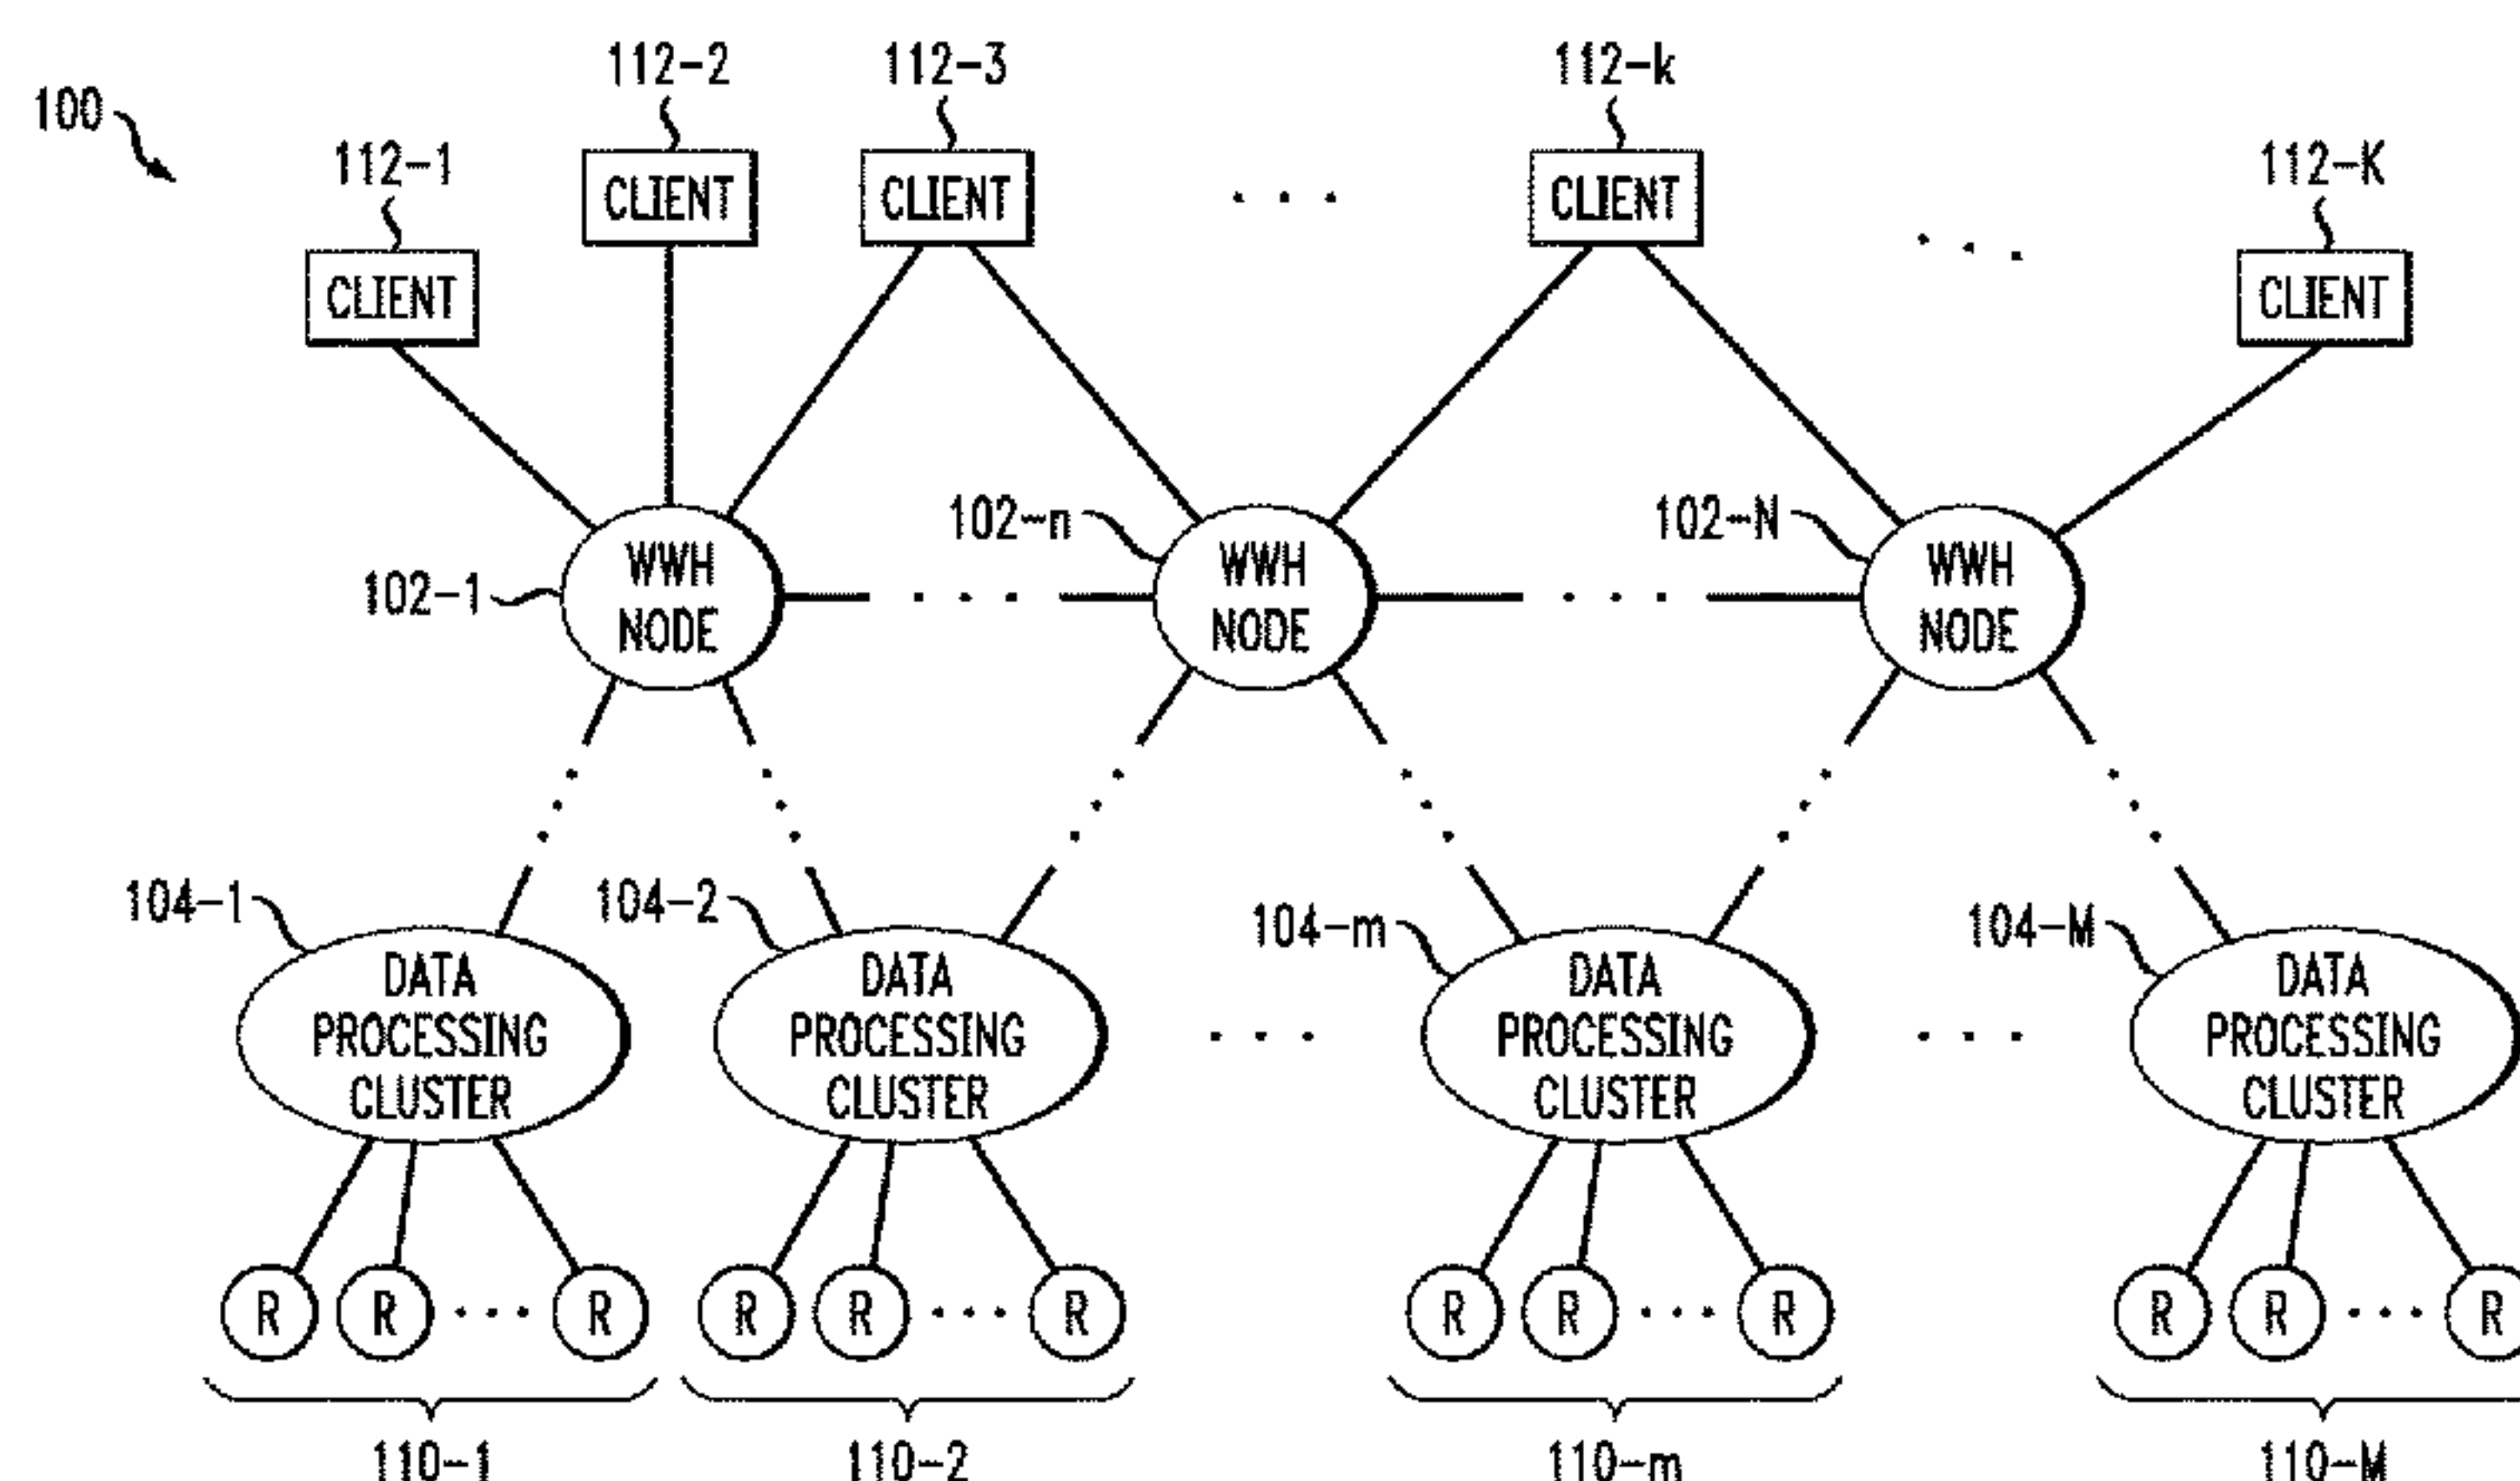 100
112-1
112-2
112-3
112-k
112-K
CLIENT
CLIENT
CLIENT
CLIENT
CLIENT
102-1
WWH
NODE
102-n
WWH
NODE
102-N
WWH
NODE
104-1
DATA
PROCESSING
CLUSTER
104-2
DATA
PROCESSING
CLUSTER
104-m
DATA
PROCESSING
CLUSTER
104-M
DATA
PROCESSING
CLUSTER
R R ... R
R R ... R
R R ... R
R R ... R
110-1
110-2
110-m
110-M